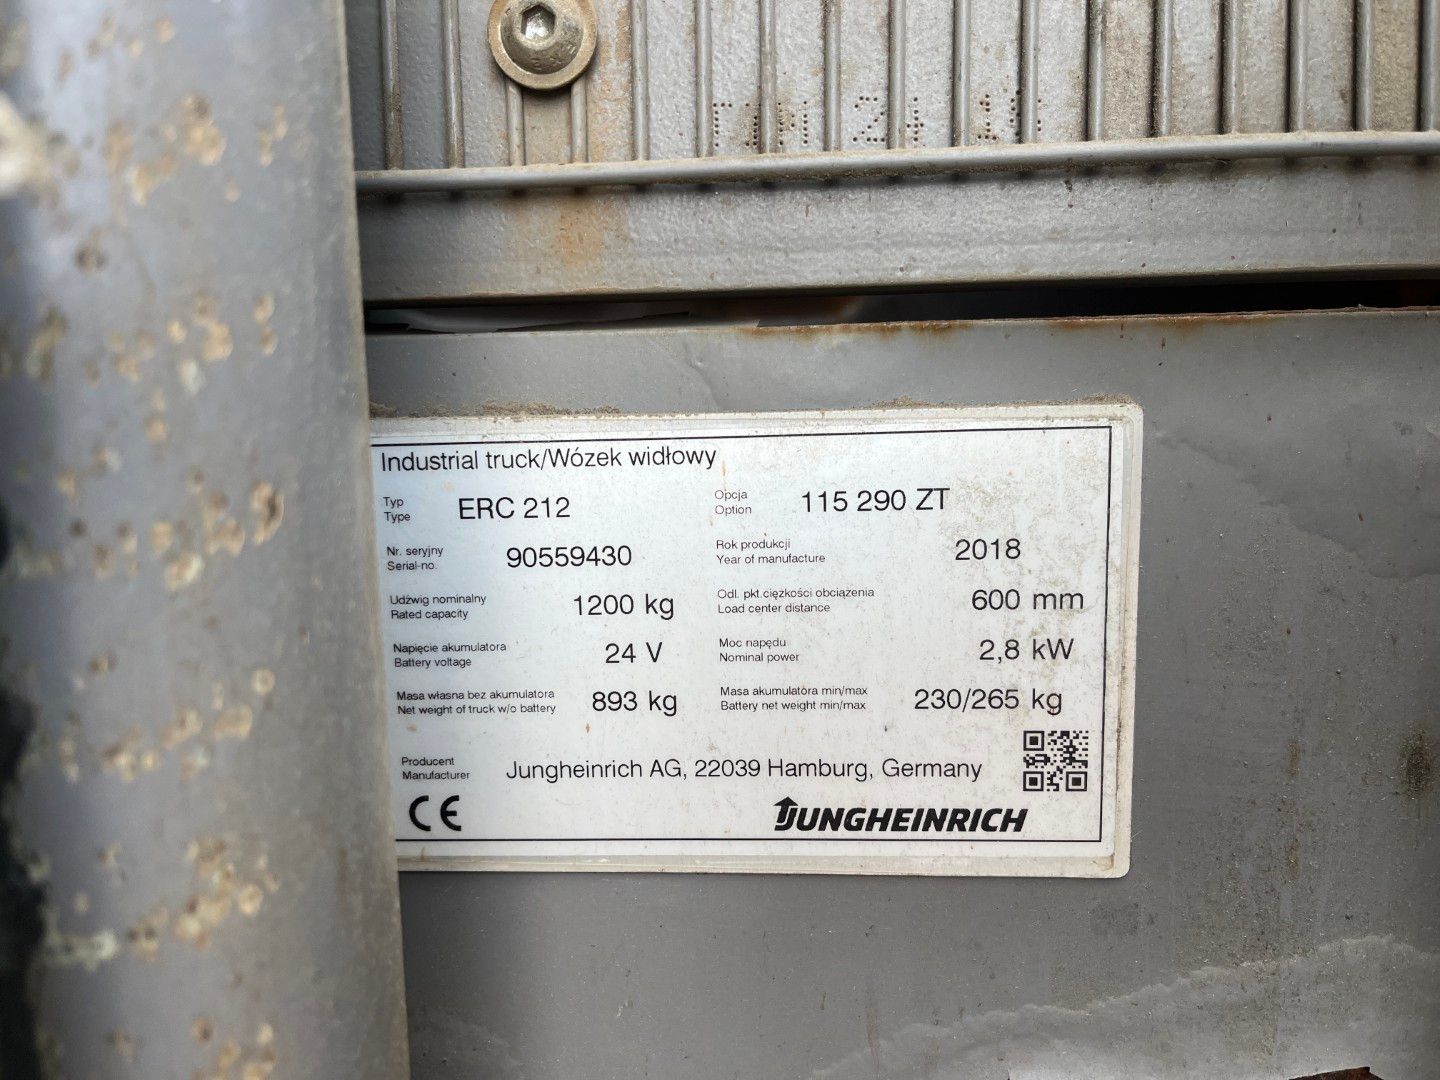 Industrial truck/Wózek widłowy
Typ
Type
ERC 212
Opcja
Option
115 290 ZT
Nr. seryjny
Serial-no.
90559430
Rok produkcji
Year of manufacture
2018
Udźwig nominalny
Rated capacity
1200 kg
Odl. pkt.ciężkości obciążenia
Load center distance
600 mm
Napięcie akumulatora
Battery voltage
24 V
Moc napędu
Nominal power
2,8 kW
Masa własna bez akumulatora
Net weight of truck w/o battery
893 kg
Masa akumulatora min/max
Battery net weight min/max
230/265 kg
Producent
Manufacturer
Jungheinrich AG, 22039 Hamburg, Germany
CE
JUNGHEINRICH